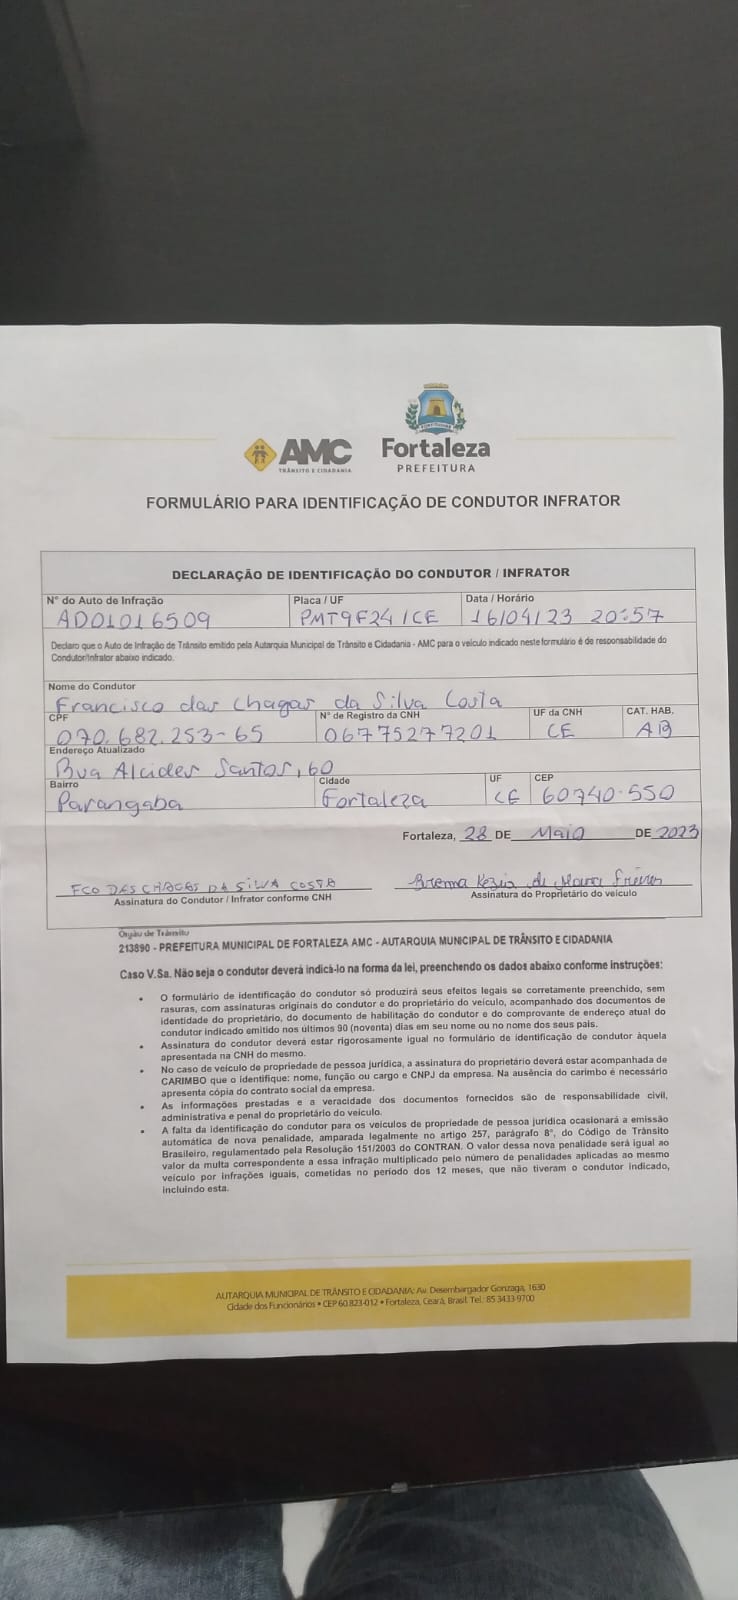 AMC
TRÂNSITO E CIDADANIA
Fortaleza
PREFEITURA
FORMULÁRIO PARA IDENTIFICAÇÃO DE CONDUTOR INFRATOR
DECLARAÇÃO DE IDENTIFICAÇÃO DO CONDUTOR / INFRATOR
N° do Auto de Infração Placa / UF Data / Horário
AD01016509 PMT9F24 / CE 16/04/23 20:57
Declaro que o Auto de Infração de Trânsito emitido pela Autarquia Municipal de Trânsito e Cidadania - AMC para o veículo indicado neste formulário é de responsabilidade do
Condutor/Infrator abaixo indicado.
Nome do Condutor
Francisco das Chagas da Silva Costa
CPF N° de Registro da CNH UF da CNH CAT. HAB.
070.682.253-65 06775277201 CE AB
Endereço Atualizado
Rua Alcides Santos, 60
Bairro Cidade UF CEP
Parangaba Fortaleza CE 60740-550
Fortaleza, 28 DE Maio DE 2023
FCO DAS CHAGAS DA SILVA COSTA Brenna Kezia de
Assinatura do Condutor / Infrator conforme CNH Assinatura do Proprietário do veículo
Órgão de Trânsito
213890 - PREFEITURA MUNICIPAL DE FORTALEZA AMC - AUTARQUIA MUNICIPAL DE TRÂNSITO E CIDADANIA
Caso V.Sa. Não seja o condutor deverá indicá-lo na forma da lei, preenchendo os dados abaixo conforme instruções:
• O formulário de identificação do condutor só produzirá seus efeitos legais se corretamente preenchido, sem
rasuras, com assinaturas originais do condutor e do proprietário do veículo, acompanhado dos documentos de
identidade do proprietário, do documento de habilitação do condutor e do comprovante de endereço atual do
condutor indicado emitido nos últimos 90 (noventa) dias em seu nome ou no nome dos seus pais.
• Assinatura do condutor deverá estar rigorosamente igual no formulário de identificação de condutor àquela
apresentada na CNH do mesmo.
• No caso de veículo de propriedade de pessoa jurídica, a assinatura do proprietário deverá estar acompanhada de
CARIMBO que o identifique: nome, função ou cargo e CNPJ da empresa. Na ausência do carimbo é necessário
apresenta cópia do contrato social da empresa.
• As informações prestadas e a veracidade dos documentos fornecidos são de responsabilidade civil,
administrativa e penal do proprietário do veículo.
• A falta da identificação do condutor para os veículos de propriedade de pessoa jurídica ocasionará a emissão
automática de nova penalidade, amparada legalmente no artigo 257, parágrafo 8°, do Código de Trânsito
Brasileiro, regulamentado pela Resolução 151/2003 do CONTRAN. O valor dessa nova penalidade será igual ao
valor da multa correspondente a essa infração multiplicado pelo número de penalidades aplicadas ao mesmo
veículo por infrações iguais, cometidas no período dos 12 meses, que não tiveram o condutor indicado,
incluindo esta.
AUTARQUIA MUNICIPAL DE TRÂNSITO E CIDADANIA: Av. Desembargador Gonzaga, 1630
Cidade dos Funcionários • CEP 60.823-012 • Fortaleza, Ceará, Brasil. Tel.: 85 3433-9700